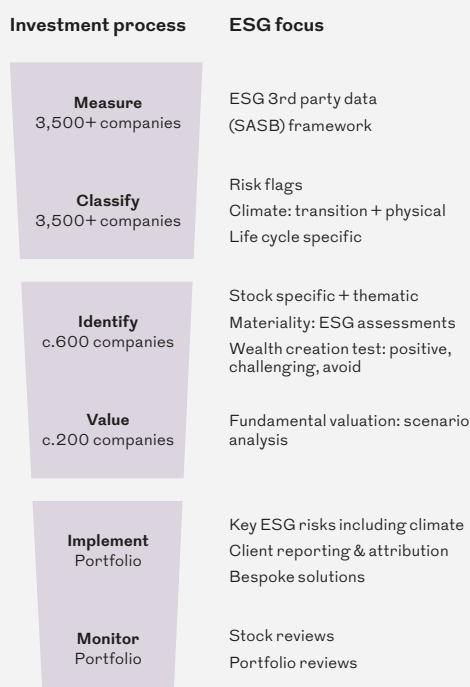 Investment process
ESG focus
Measure
3,500+ companies
ESG 3rd party data
(SASB) framework
Classify
3,500+ companies
Risk flags
Climate: transition + physical
Life cycle specific
Identify
c.600 companies
Stock specific + thematic
Materiality: ESG assessments
Wealth creation test: positive,
challenging, avoid
Value
c.200 companies
Fundamental valuation: scenario
analysis
Implement
Portfolio
Key ESG risks including climate
Client reporting & attribution
Bespoke solutions
Monitor
Portfolio
Stock reviews
Portfolio reviews